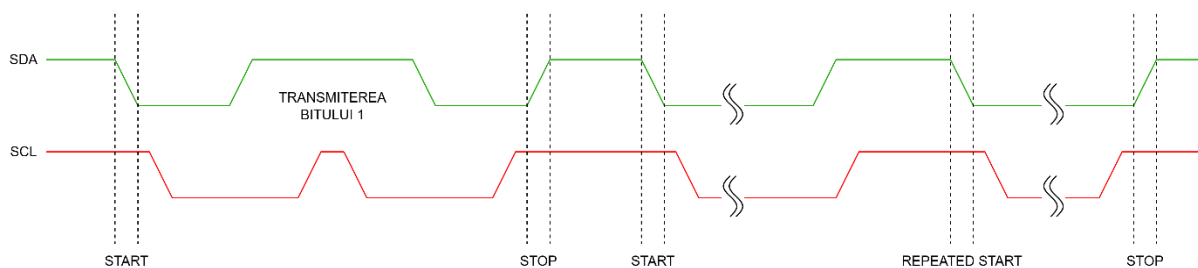 SDA
TRANSMITEREA
BITULUI 1
SCL
START
STOP
START
REPEATED START
STOP